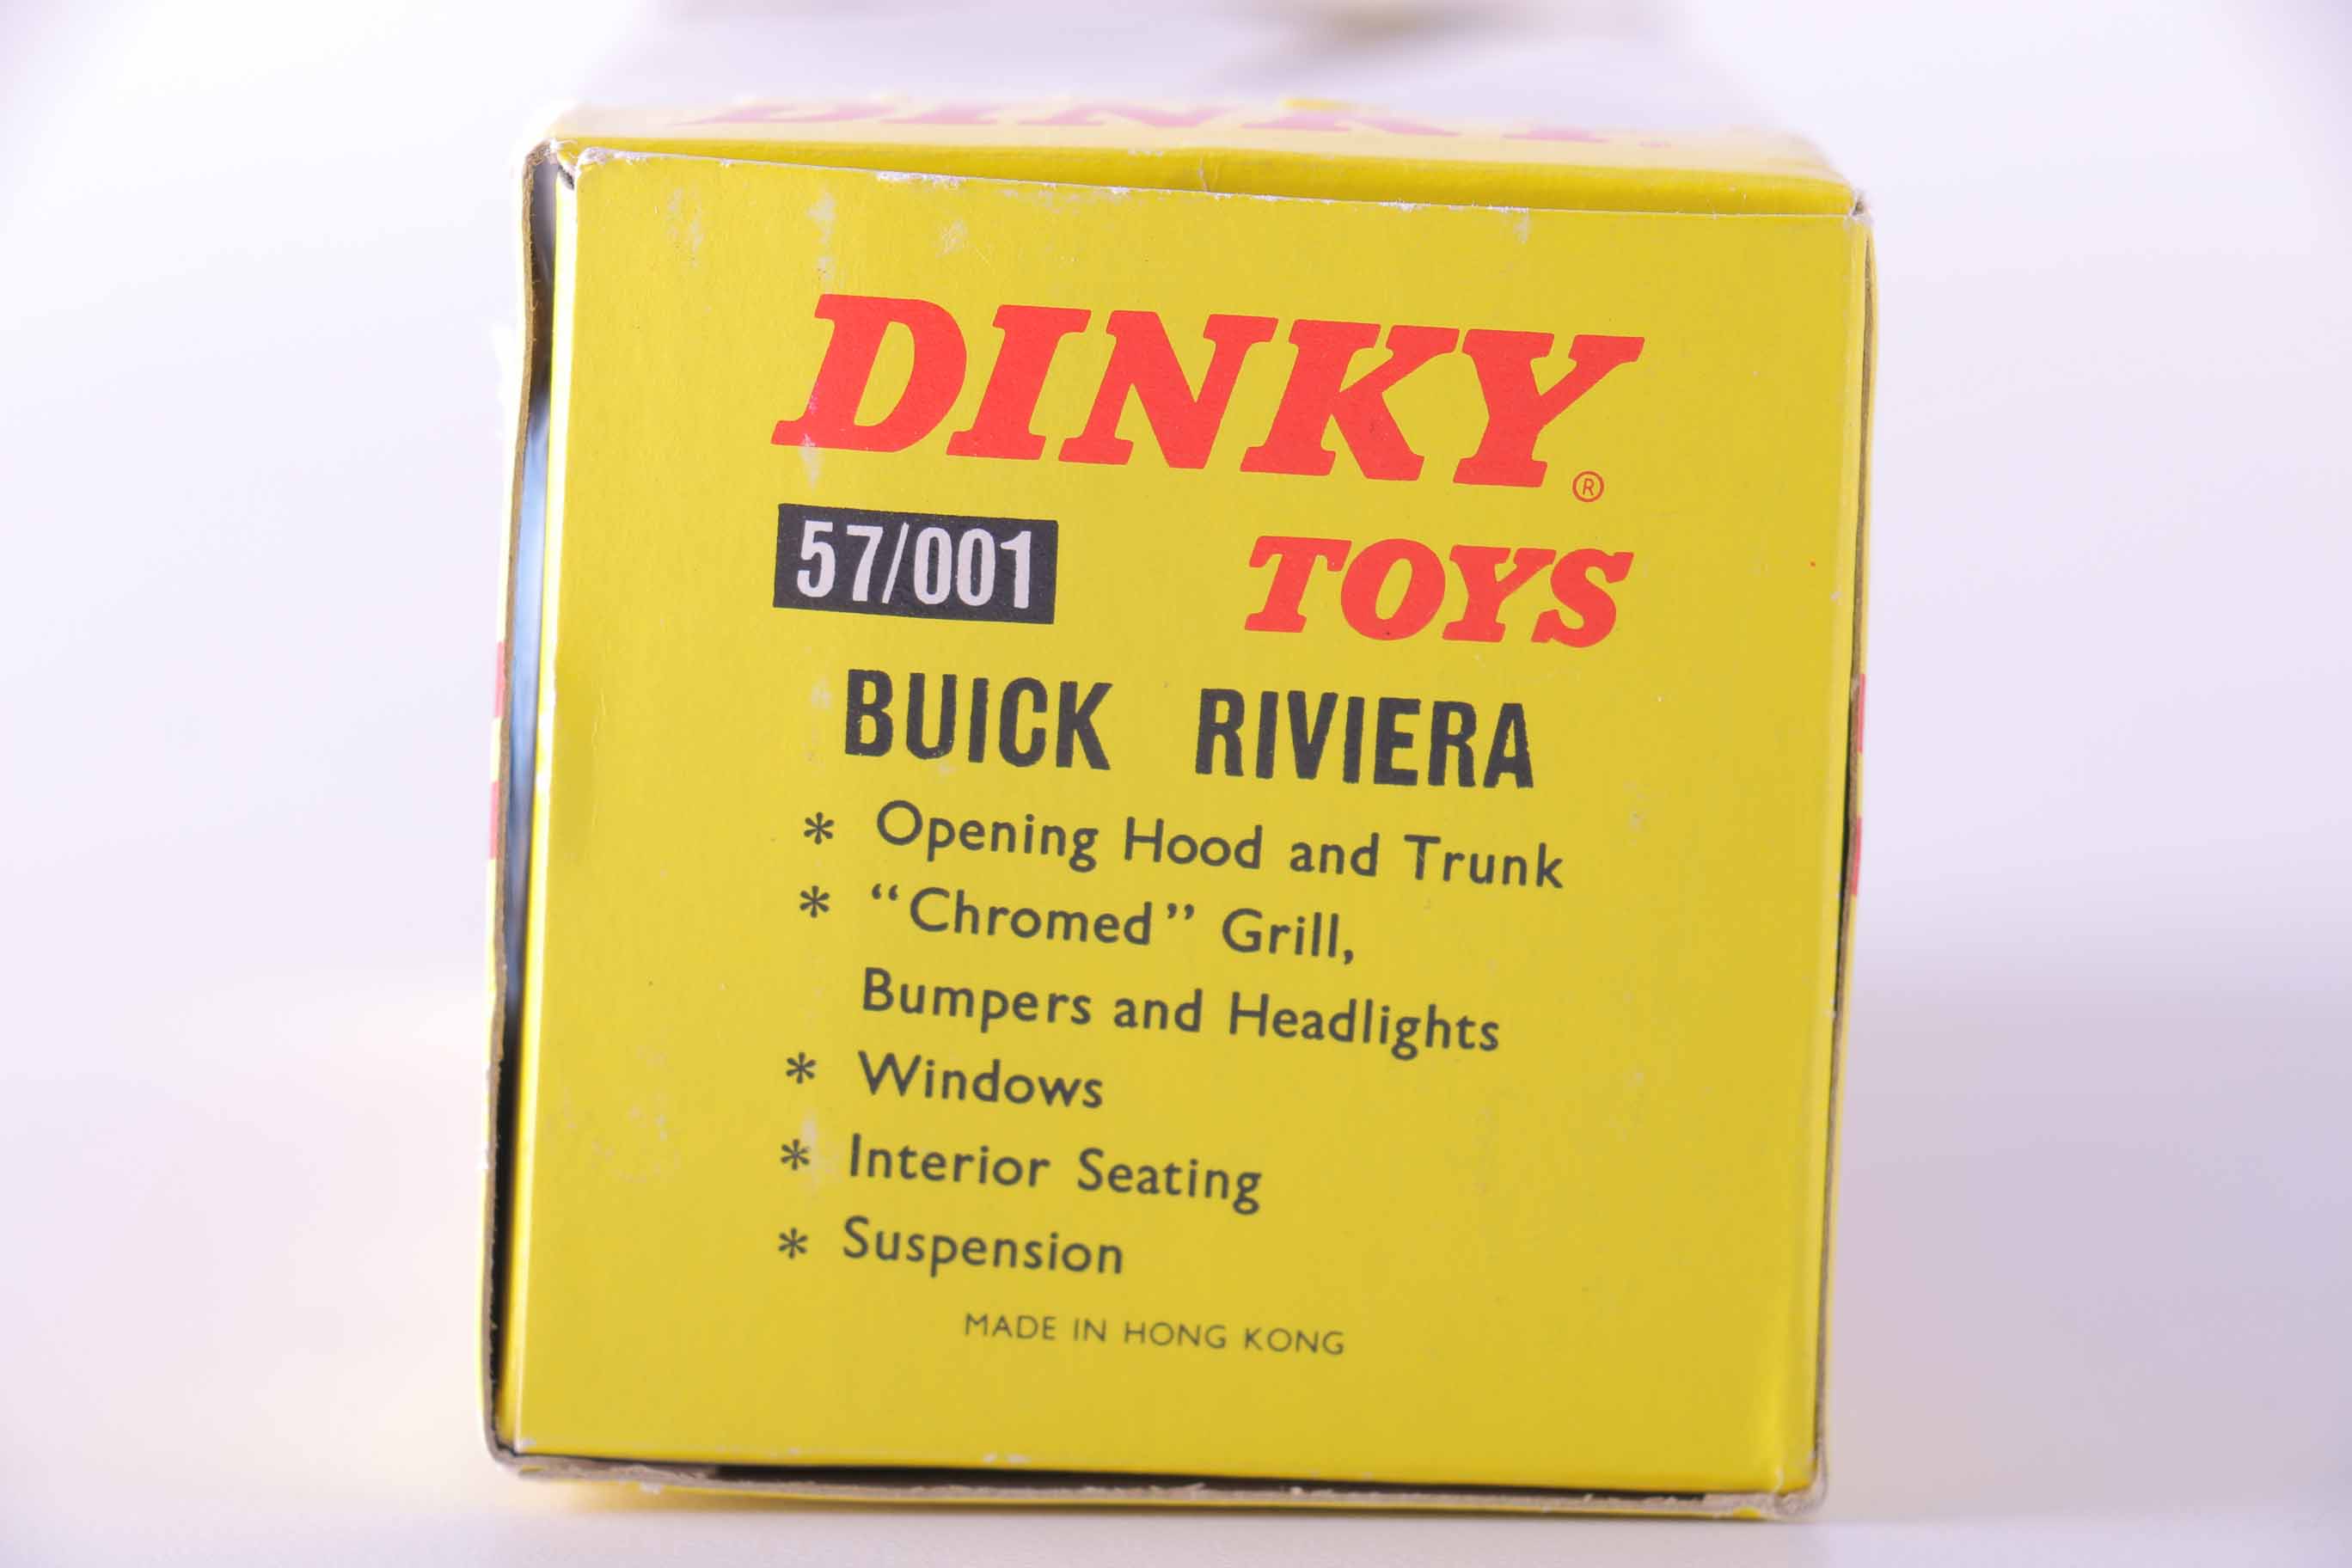 DINKY
DINKY®
57/001 TOYS
BUICK RIVIERA
* Opening Hood and Trunk
* “Chromed” Grill,
Bumpers and Headlights
* Windows
* Interior Seating
* Suspension
MADE IN HONG KONG